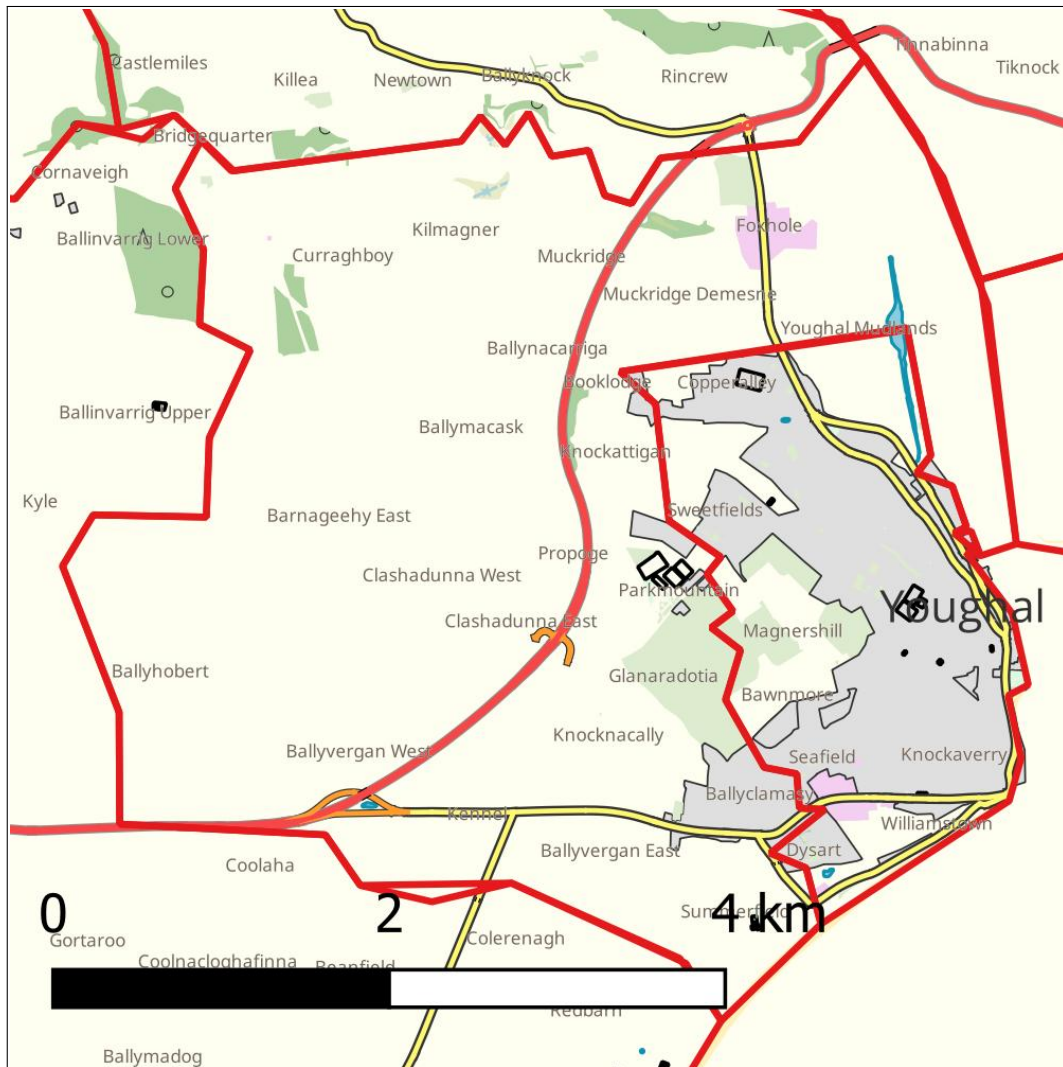 Tinnabinna
Castlemiles
Tiknock
Killea
Newtown
Ballyknock
Rincrew
Bridgequarter
Cornaveigh
Foxhole
Kilmagner
Ballinvarrig Lower
Curraghboy
Muckridge
Muckridge Demesne
Youghal Mudlands
Ballynacarriga
Booklodge
Copperalley
Ballinvarrig Upper
Ballymacask
Knockattigan
Kyle
Barnageehy East
Sweetfields
Propoge
Clashadunna West
Parkmountain
Youghal
Clashadunna East
Magnershill
Ballyhobert
Glanaradotia
Bawnmore
Knocknacally
Ballyvergan West
Seafield
Knockaverry
Ballyclamasy
Kennel
Williamstown
Ballyvergan East
Dysart
Coolaha
0 2 4 km
Summerfield
Gortaroo
Colerenagh
Coolnacloghafinna
Beanfield
Redbarn
Ballymadog